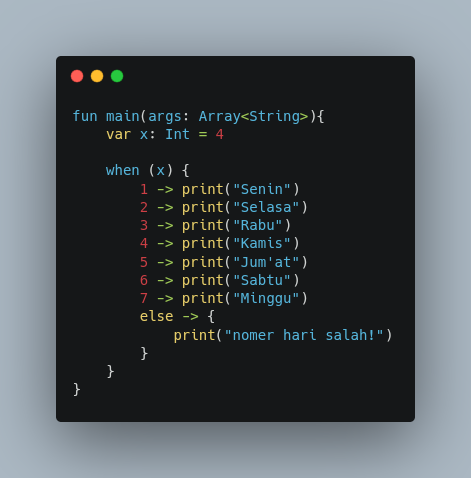 fun main(args: Array<String>){
    var x: Int = 4

    when (x) {
        1 -> print("Senin")
        2 -> print("Selasa")
        3 -> print("Rabu")
        4 -> print("Kamis")
        5 -> print("Jum'at")
        6 -> print("Sabtu")
        7 -> print("Minggu")
        else -> {
            print("nomer hari salah!")
        }
    }
}